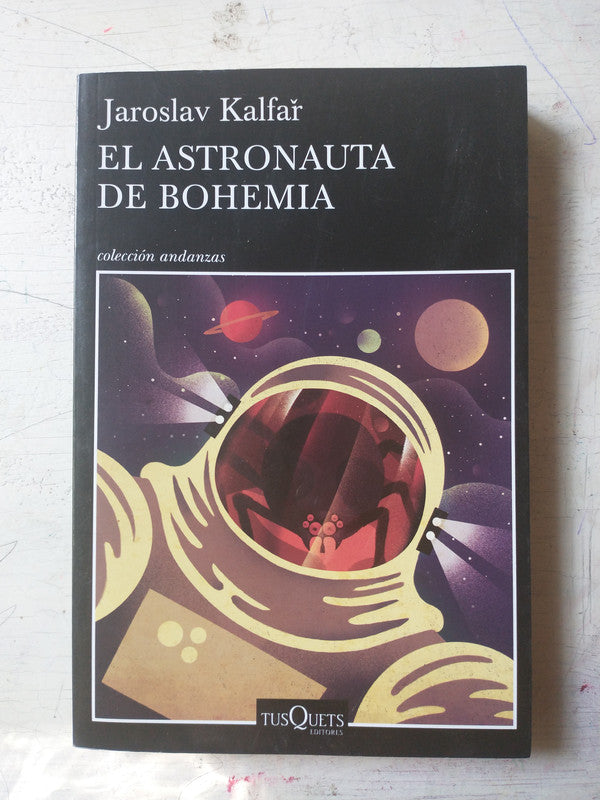 Jaroslav Kalfař
EL ASTRONAUTA
DE BOHEMIA
colección andanzas
TUSQUETS
EDITORES